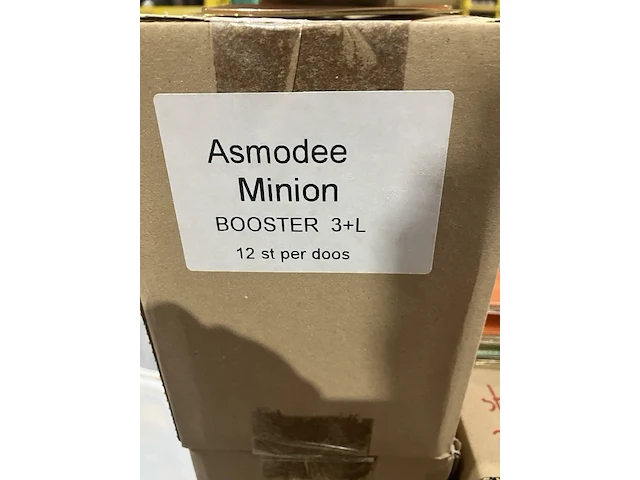 Asmodee
Minion
BOOSTER 3+L
12 st per doos